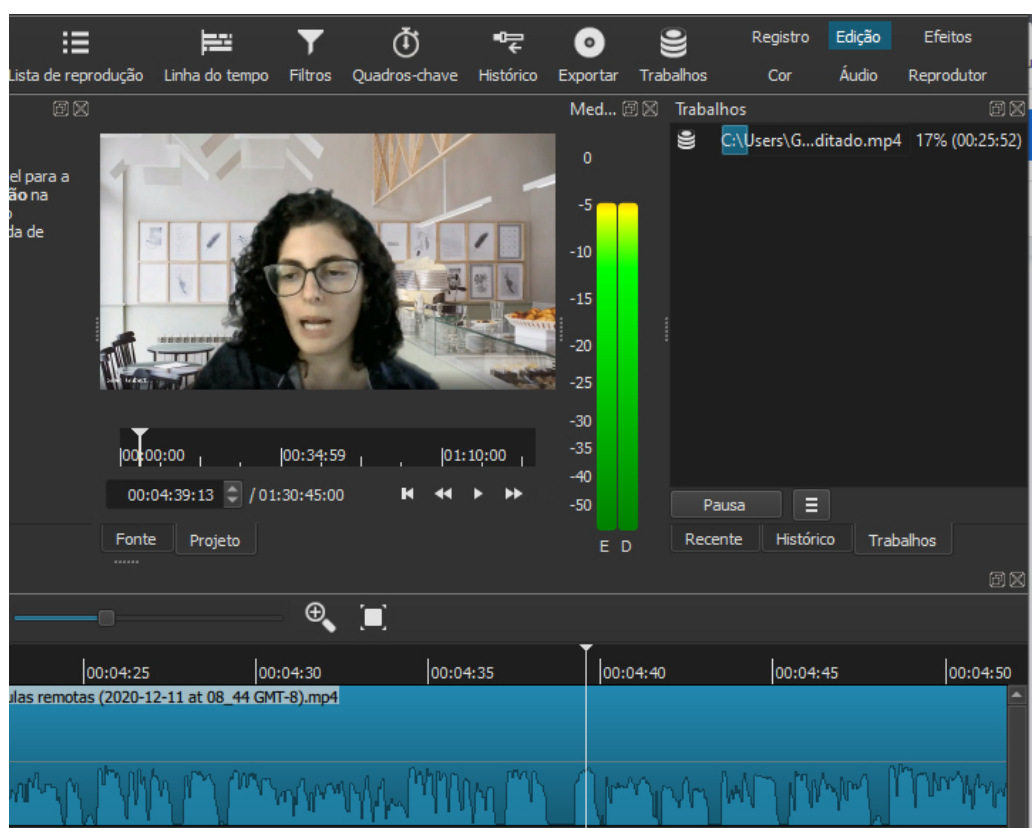 Lista de reprodução Linha do tempo Filtros Quadros-chave Histórico Exportar Trabalhos
Registro Edição Efeitos
Cor Áudio Reprodutor
Med...
Trabalhos
C:\Users\G...ditado.mp4 17% (00:25:52)
el para a
ão na
da de
0
-5
-10
-15
-20
-25
-30
-35
-40
-50
E D
00:00:00 00:34:59 01:10:00
00:04:39:13 / 01:30:45:00
Pausa
Fonte Projeto
Recente Histórico Trabalhos
00:04:25 00:04:30 00:04:35 00:04:40 00:04:45 00:04:50
ulas remotas (2020-12-11 at 08_44 GMT-8).mp4